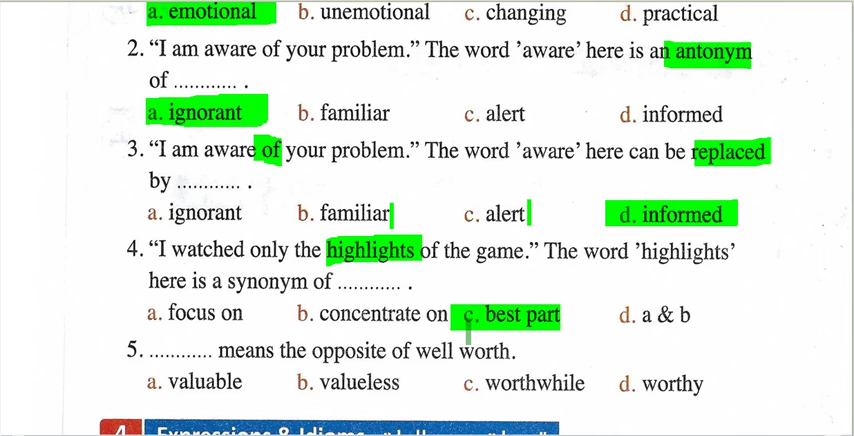 a. emotional b. unemotional c. changing d. practical
2. “I am aware of your problem.” The word ’aware’ here is an antonym
of ............ .
a. ignorant b. familiar c. alert d. informed
3. “I am aware of your problem.” The word ’aware’ here can be replaced
by ............ .
a. ignorant b. familiar c. alert d. informed
4. “I watched only the highlights of the game.” The word ’highlights’
here is a synonym of ............ .
a. focus on b. concentrate on c. best part d. a & b
5. ............ means the opposite of well worth.
a. valuable b. valueless c. worthwhile d. worthy
4 Expressions & Idioms